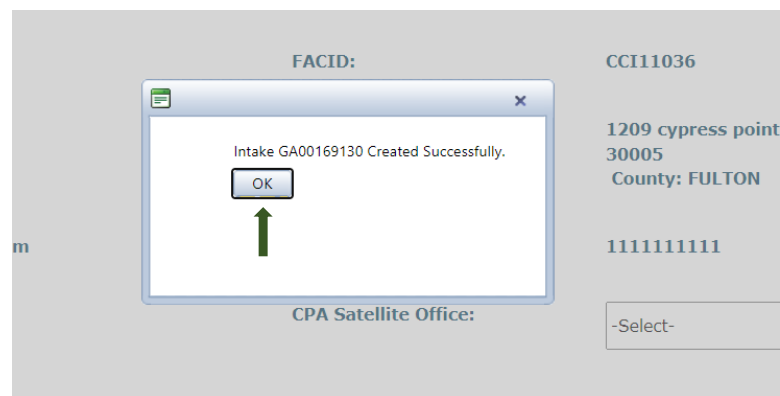 FACID:
CCI11036
Intake GA00169130 Created Successfully.
OK
1209 cypress point
30005
County: FULTON
m
1111111111
CPA Satellite Office:
-Select-